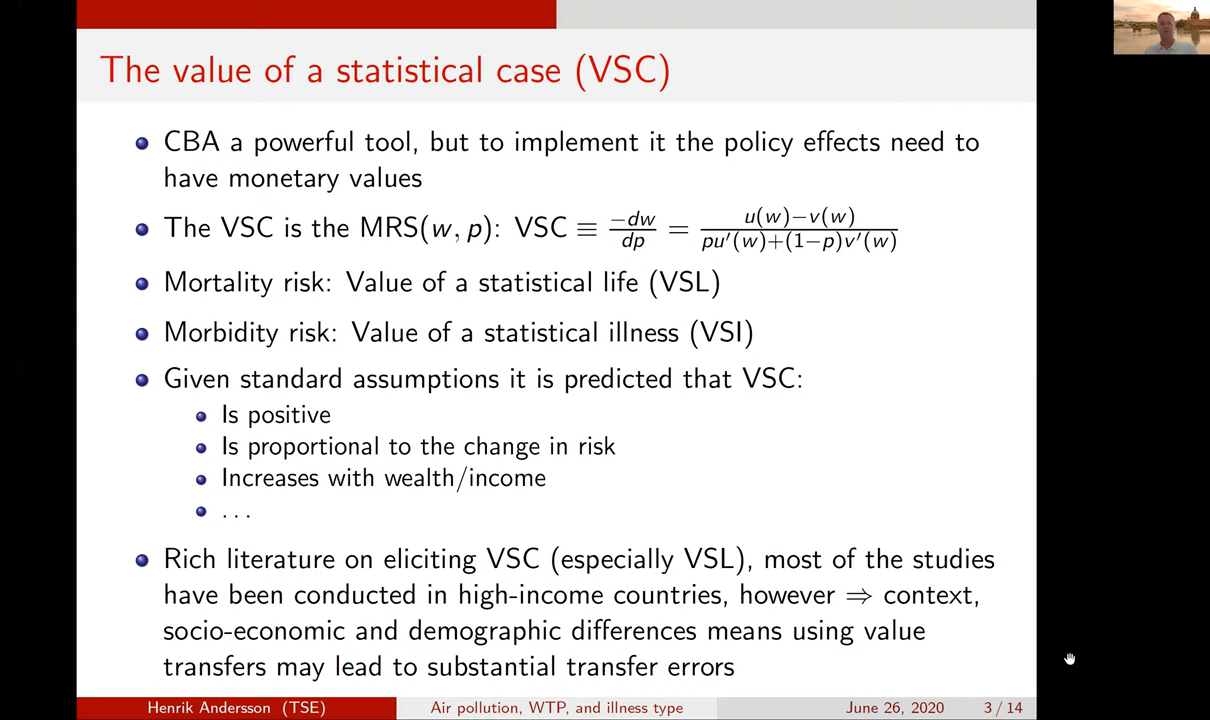 The value of a statistical case (VSC)
CBA a powerful tool, but to implement it the policy effects need to
have monetary values
The VSC is the MRS(w, p): VSC ≡ −dw/dp = u(w)−v(w)/pu′(w)+(1−p)v′(w)
Mortality risk: Value of a statistical life (VSL)
Morbidity risk: Value of a statistical illness (VSI)
Given standard assumptions it is predicted that VSC:
Is positive
Is proportional to the change in risk
Increases with wealth/income
. . .
Rich literature on eliciting VSC (especially VSL), most of the studies
have been conducted in high-income countries, however ⇒ context,
socio-economic and demographic differences means using value
transfers may lead to substantial transfer errors
Henrik Andersson (TSE) Air pollution, WTP, and illness type June 26, 2020 3 / 14